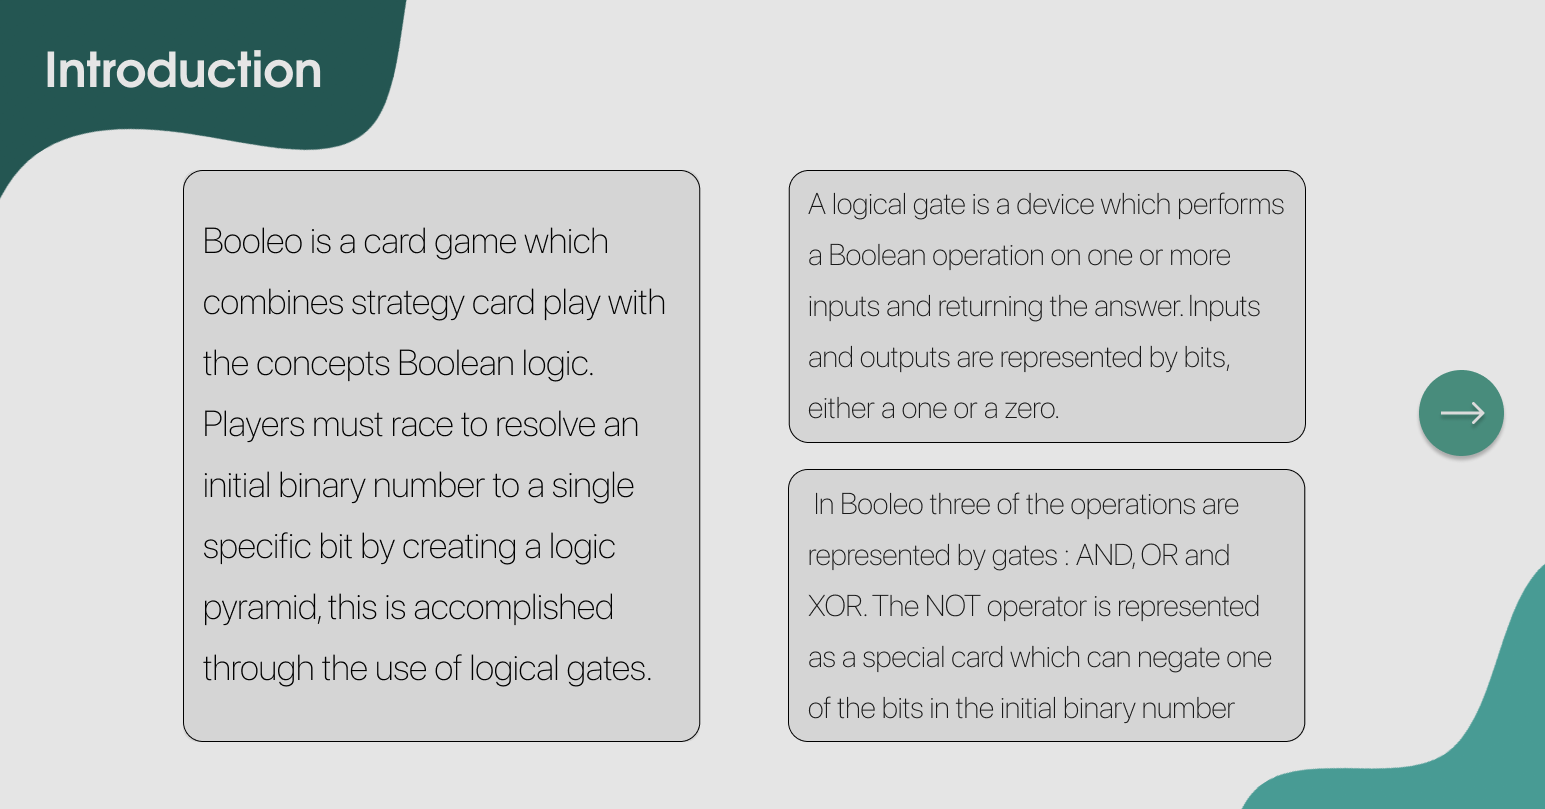 Introduction
Booleo is a card game which
combines strategy card play with
the concepts Boolean logic.
Players must race to resolve an
initial binary number to a single
specific bit by creating a logic
pyramid, this is accomplished
through the use of logical gates.
A logical gate is a device which performs
a Boolean operation on one or more
inputs and returning the answer. Inputs
and outputs are represented by bits,
either a one or a zero.
In Booleo three of the operations are
represented by gates : AND, OR and
XOR. The NOT operator is represented
as a special card which can negate one
of the bits in the initial binary number